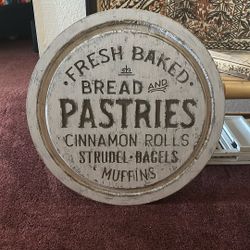 · FRESH BAKED ·
BREAD AND
PASTRIES
CINNAMON ROLLS
STRUDEL · BAGELS
MUFFINS